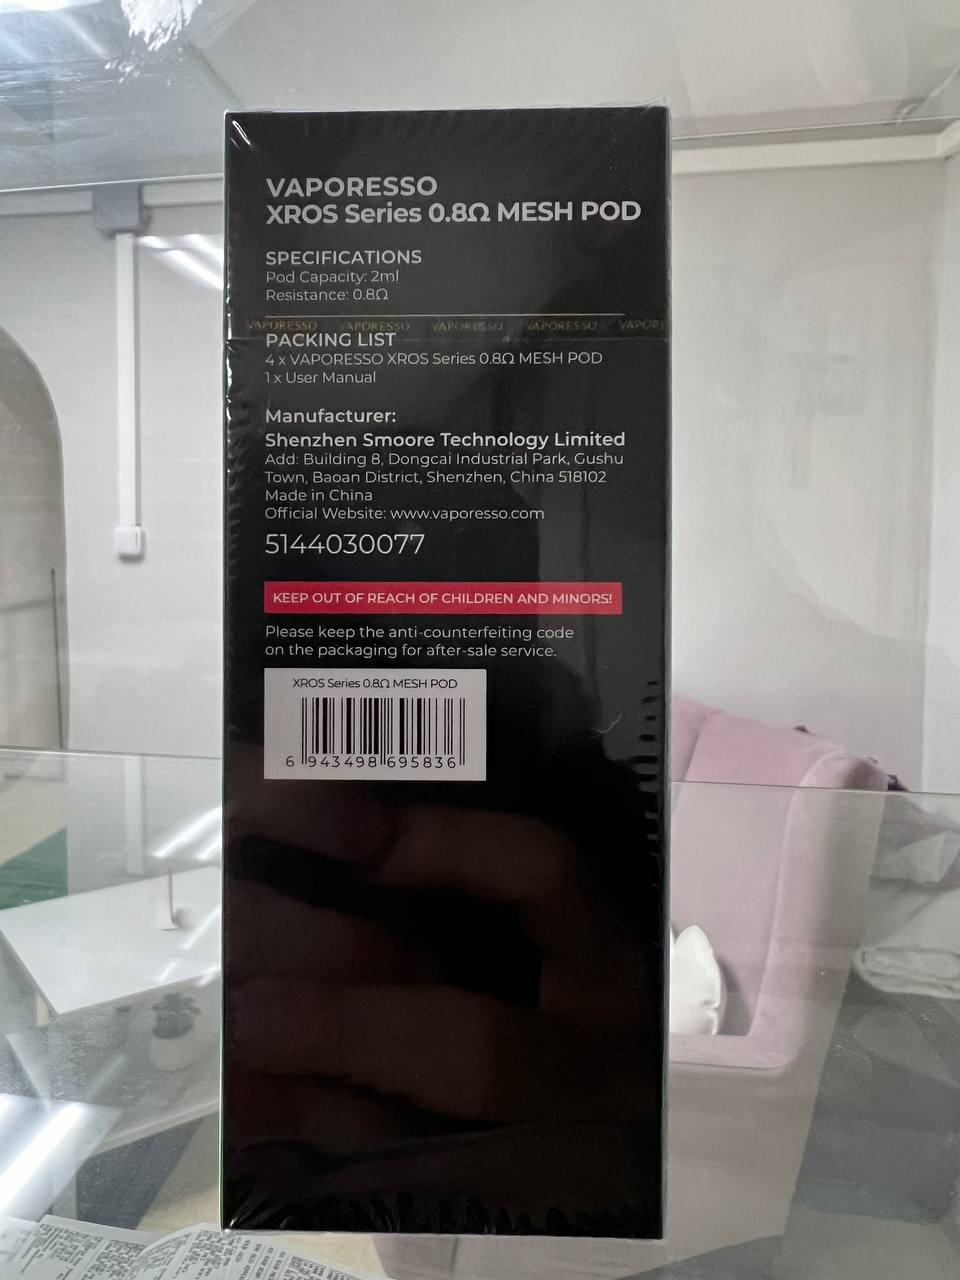 VAPORESSO
XROS Series 0.8Ω MESH POD
SPECIFICATIONS
Pod Capacity: 2ml
Resistance: 0.8Ω
VAPORESSO VAPORESSO VAPORESSO VAPORESSO
PACKING LIST
4 x VAPORESSO XROS Series 0.8Ω MESH POD
1 x User Manual
Manufacturer:
Shenzhen Smoore Technology Limited
Add: Building 8, Dongcai Industrial Park, Gushu
Town, Baoan District, Shenzhen, China 518102
Made in China
Official Website: www.vaporesso.com
5144030077
KEEP OUT OF REACH OF CHILDREN AND MINORS!
Please keep the anti-counterfeiting code
on the packaging for after-sale service.
XROS Series 0.8Ω MESH POD
6 943498 695836